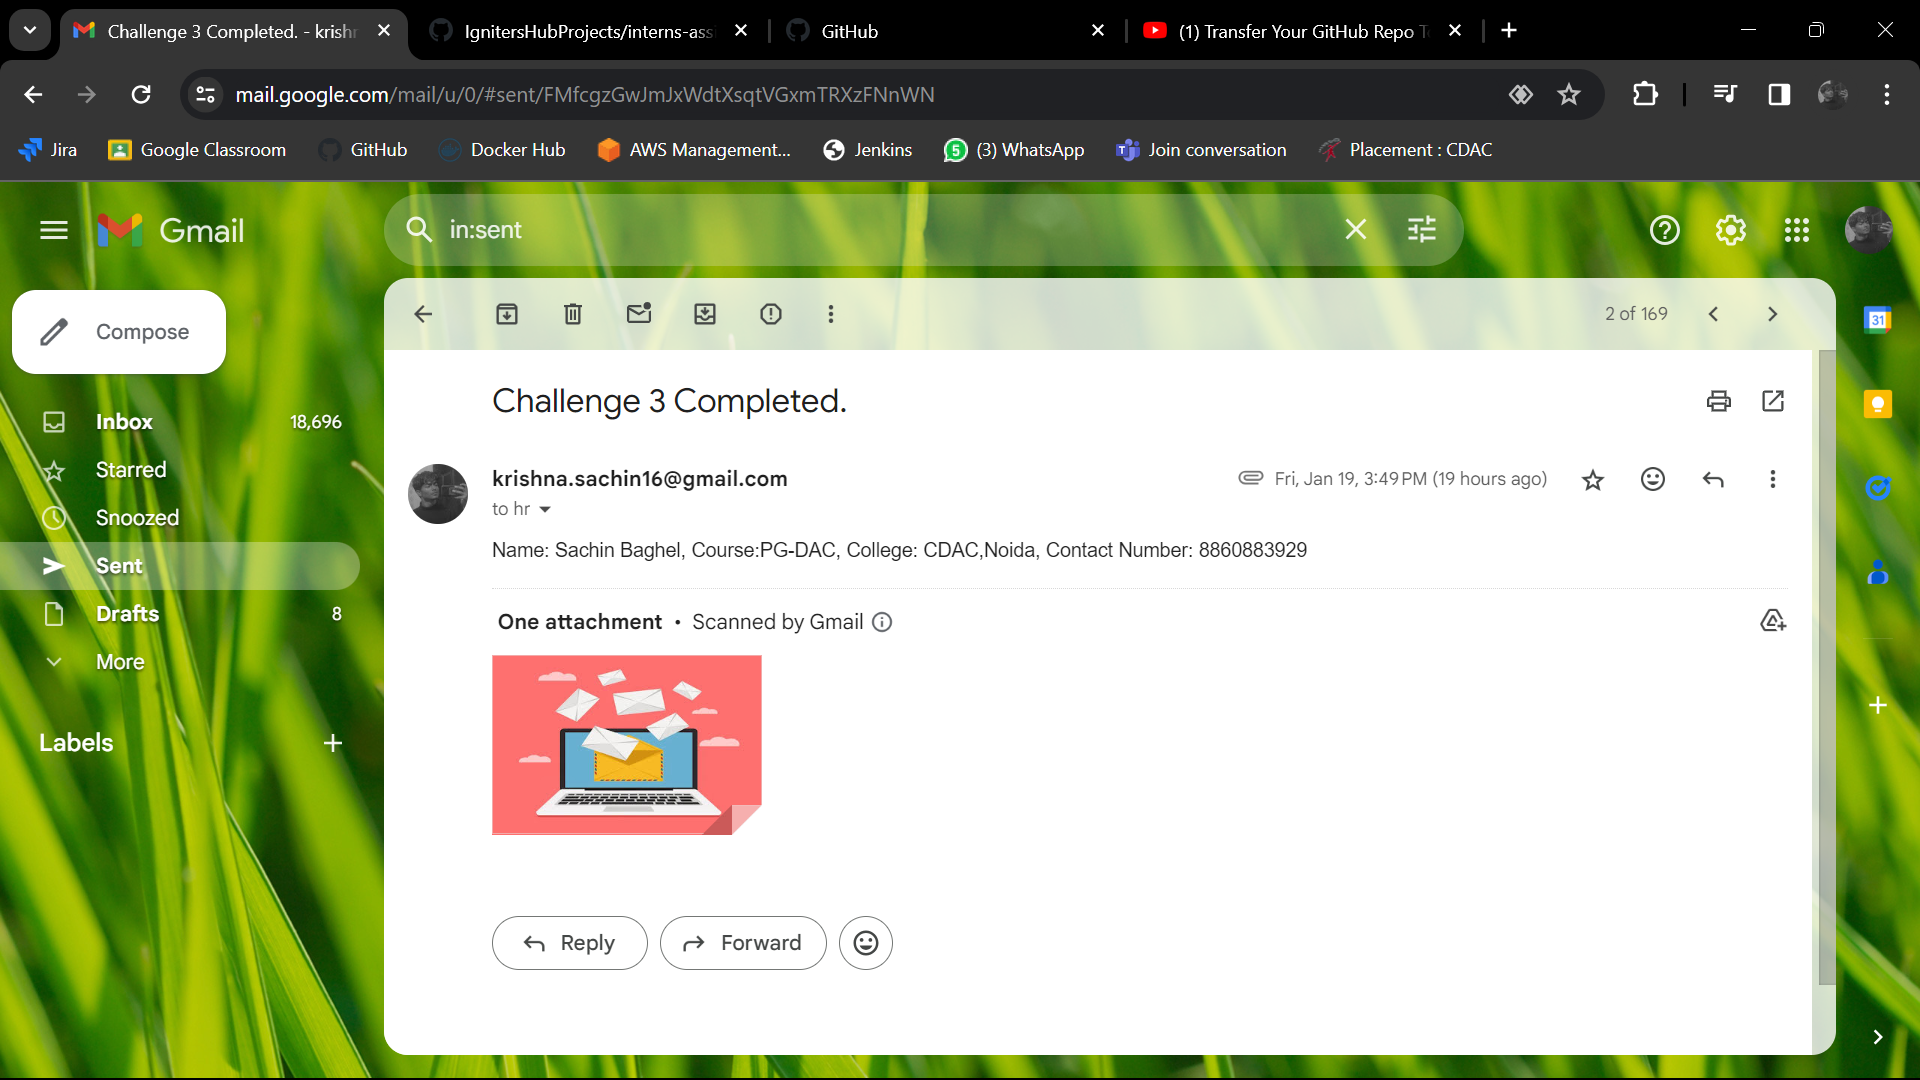 Challenge 3 Completed. - krishr
IgnitersHubProjects/interns-ass
GitHub
(1) Transfer Your GitHub Repo T
mail.google.com/mail/u/0/#sent/FMfcgzGwJmJxWdtXsqtVGxmTRXzFNnWN
Jira
Google Classroom
GitHub
Docker Hub
AWS Management...
Jenkins
5
(3) WhatsApp
Join conversation
Placement : CDAC
Gmail
in:sent
Compose
2 of 169
31
Inbox 18,696
Starred
Snoozed
Sent
Drafts 8
More
Labels
Challenge 3 Completed.
krishna.sachin16@gmail.com
Fri, Jan 19, 3:49 PM (19 hours ago)
to hr
Name: Sachin Baghel, Course:PG-DAC, College: CDAC,Noida, Contact Number: 8860883929
One attachment • Scanned by Gmail
Reply
Forward